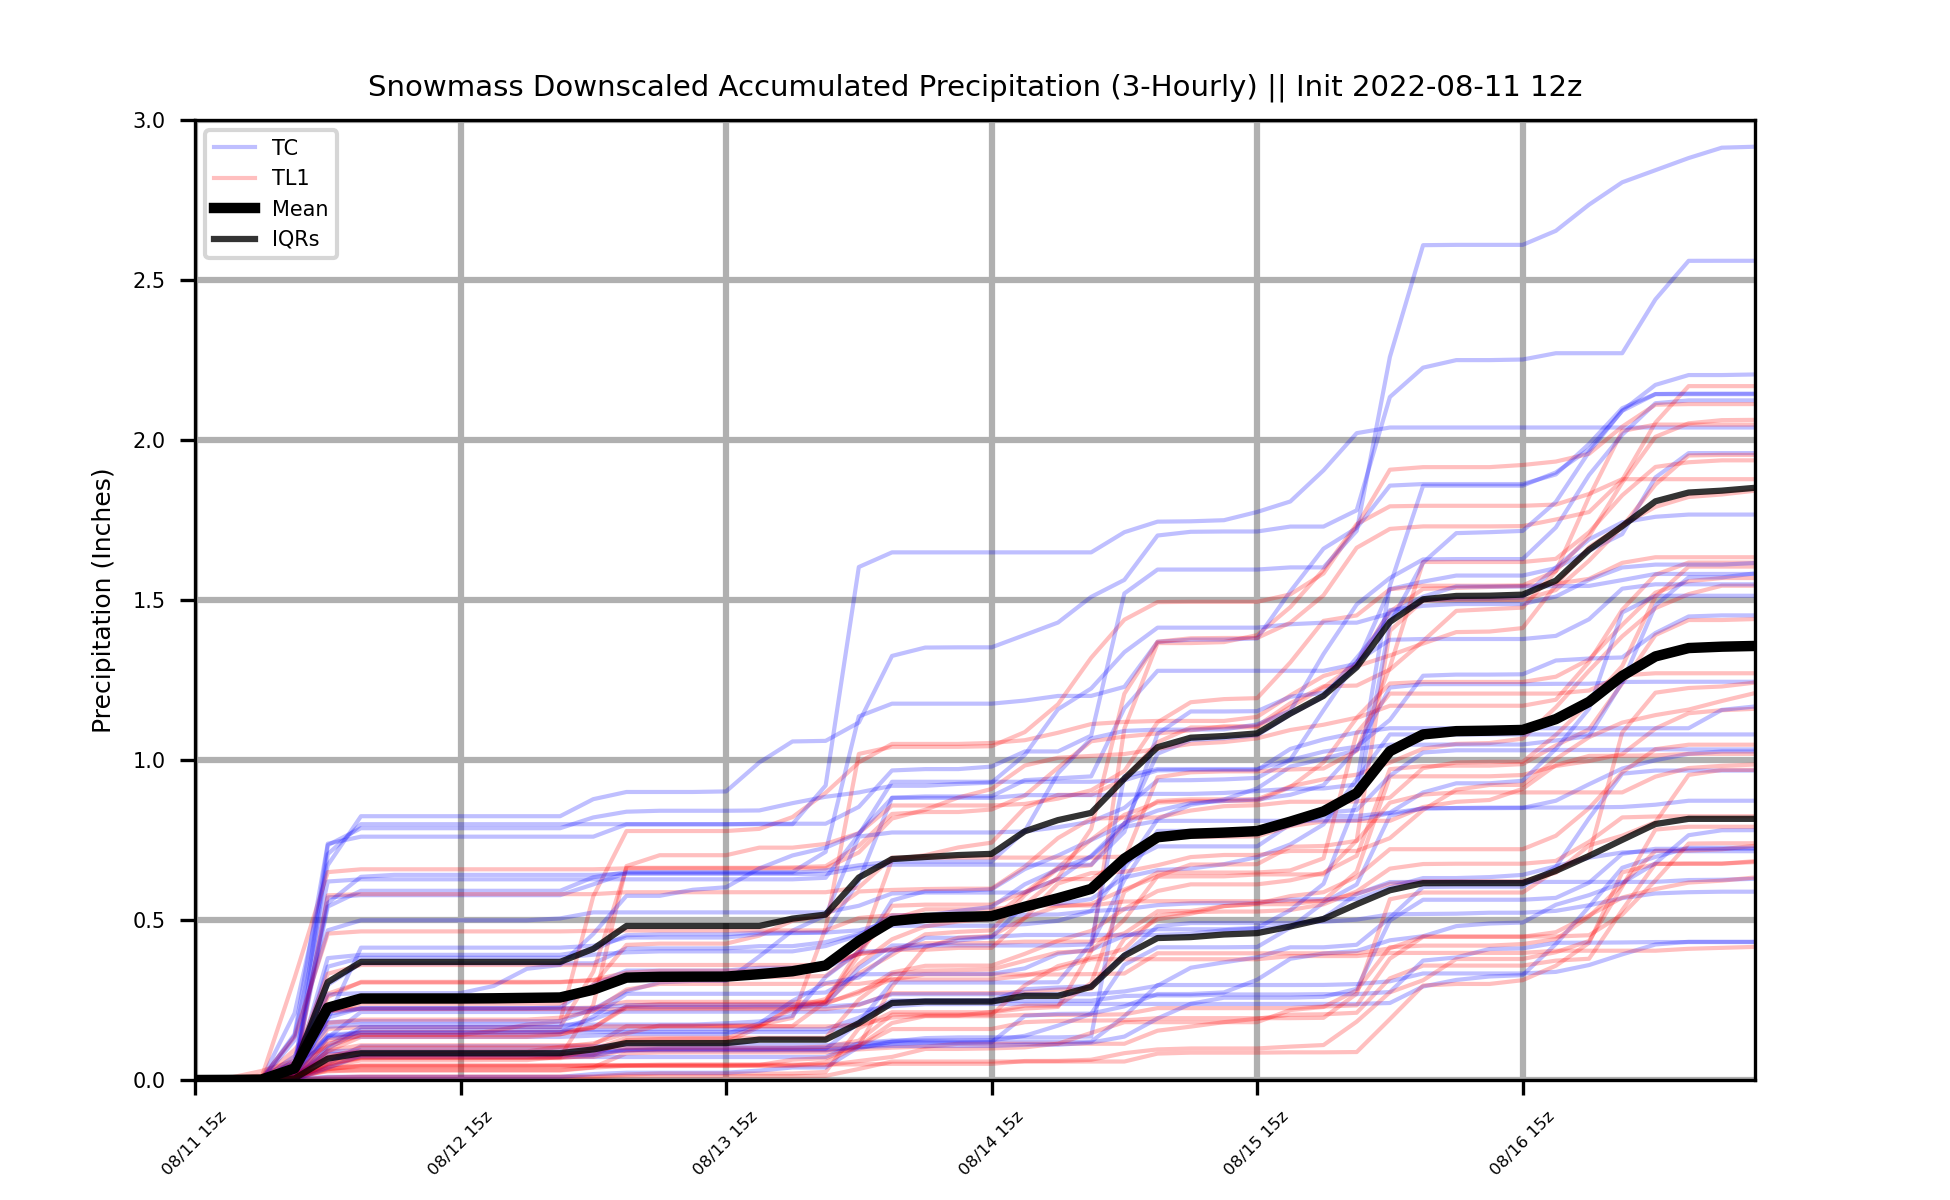 Snowmass Downscaled Accumulated Precipitation (3-Hourly) || Init 2022-08-11 12z
TC
TL1
Mean
IQRs
Precipitation (Inches)
3.0
2.5
2.0
1.5
1.0
0.5
0.0
08/11 15z
08/12 15z
08/13 15z
08/14 15z
08/15 15z
08/16 15z